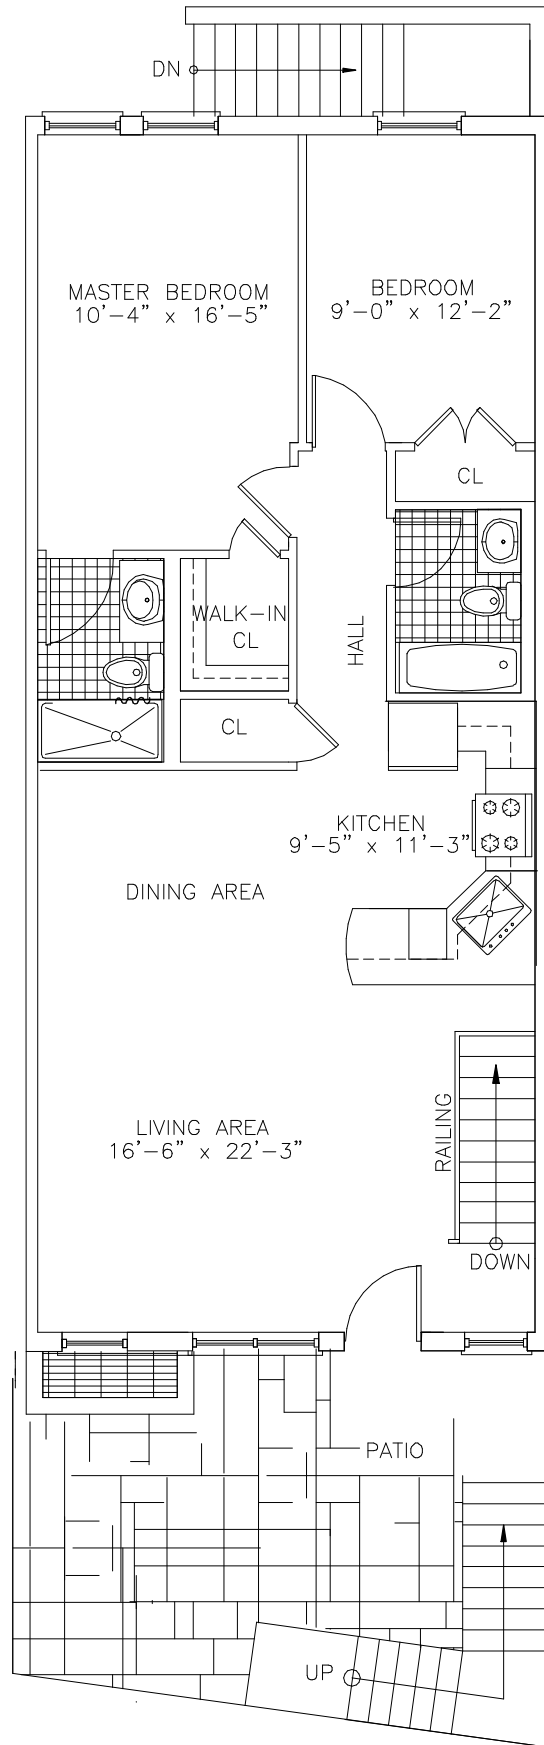 DN
MASTER BEDROOM
10'-4" x 16'-5"
BEDROOM
9'-0" x 12'-2"
CL
WALK-IN
CL
HALL
CL
KITCHEN
9'-5" x 11'-3"
DINING AREA
LIVING AREA
16'-6" x 22'-3"
RAILING
DOWN
PATIO
UP